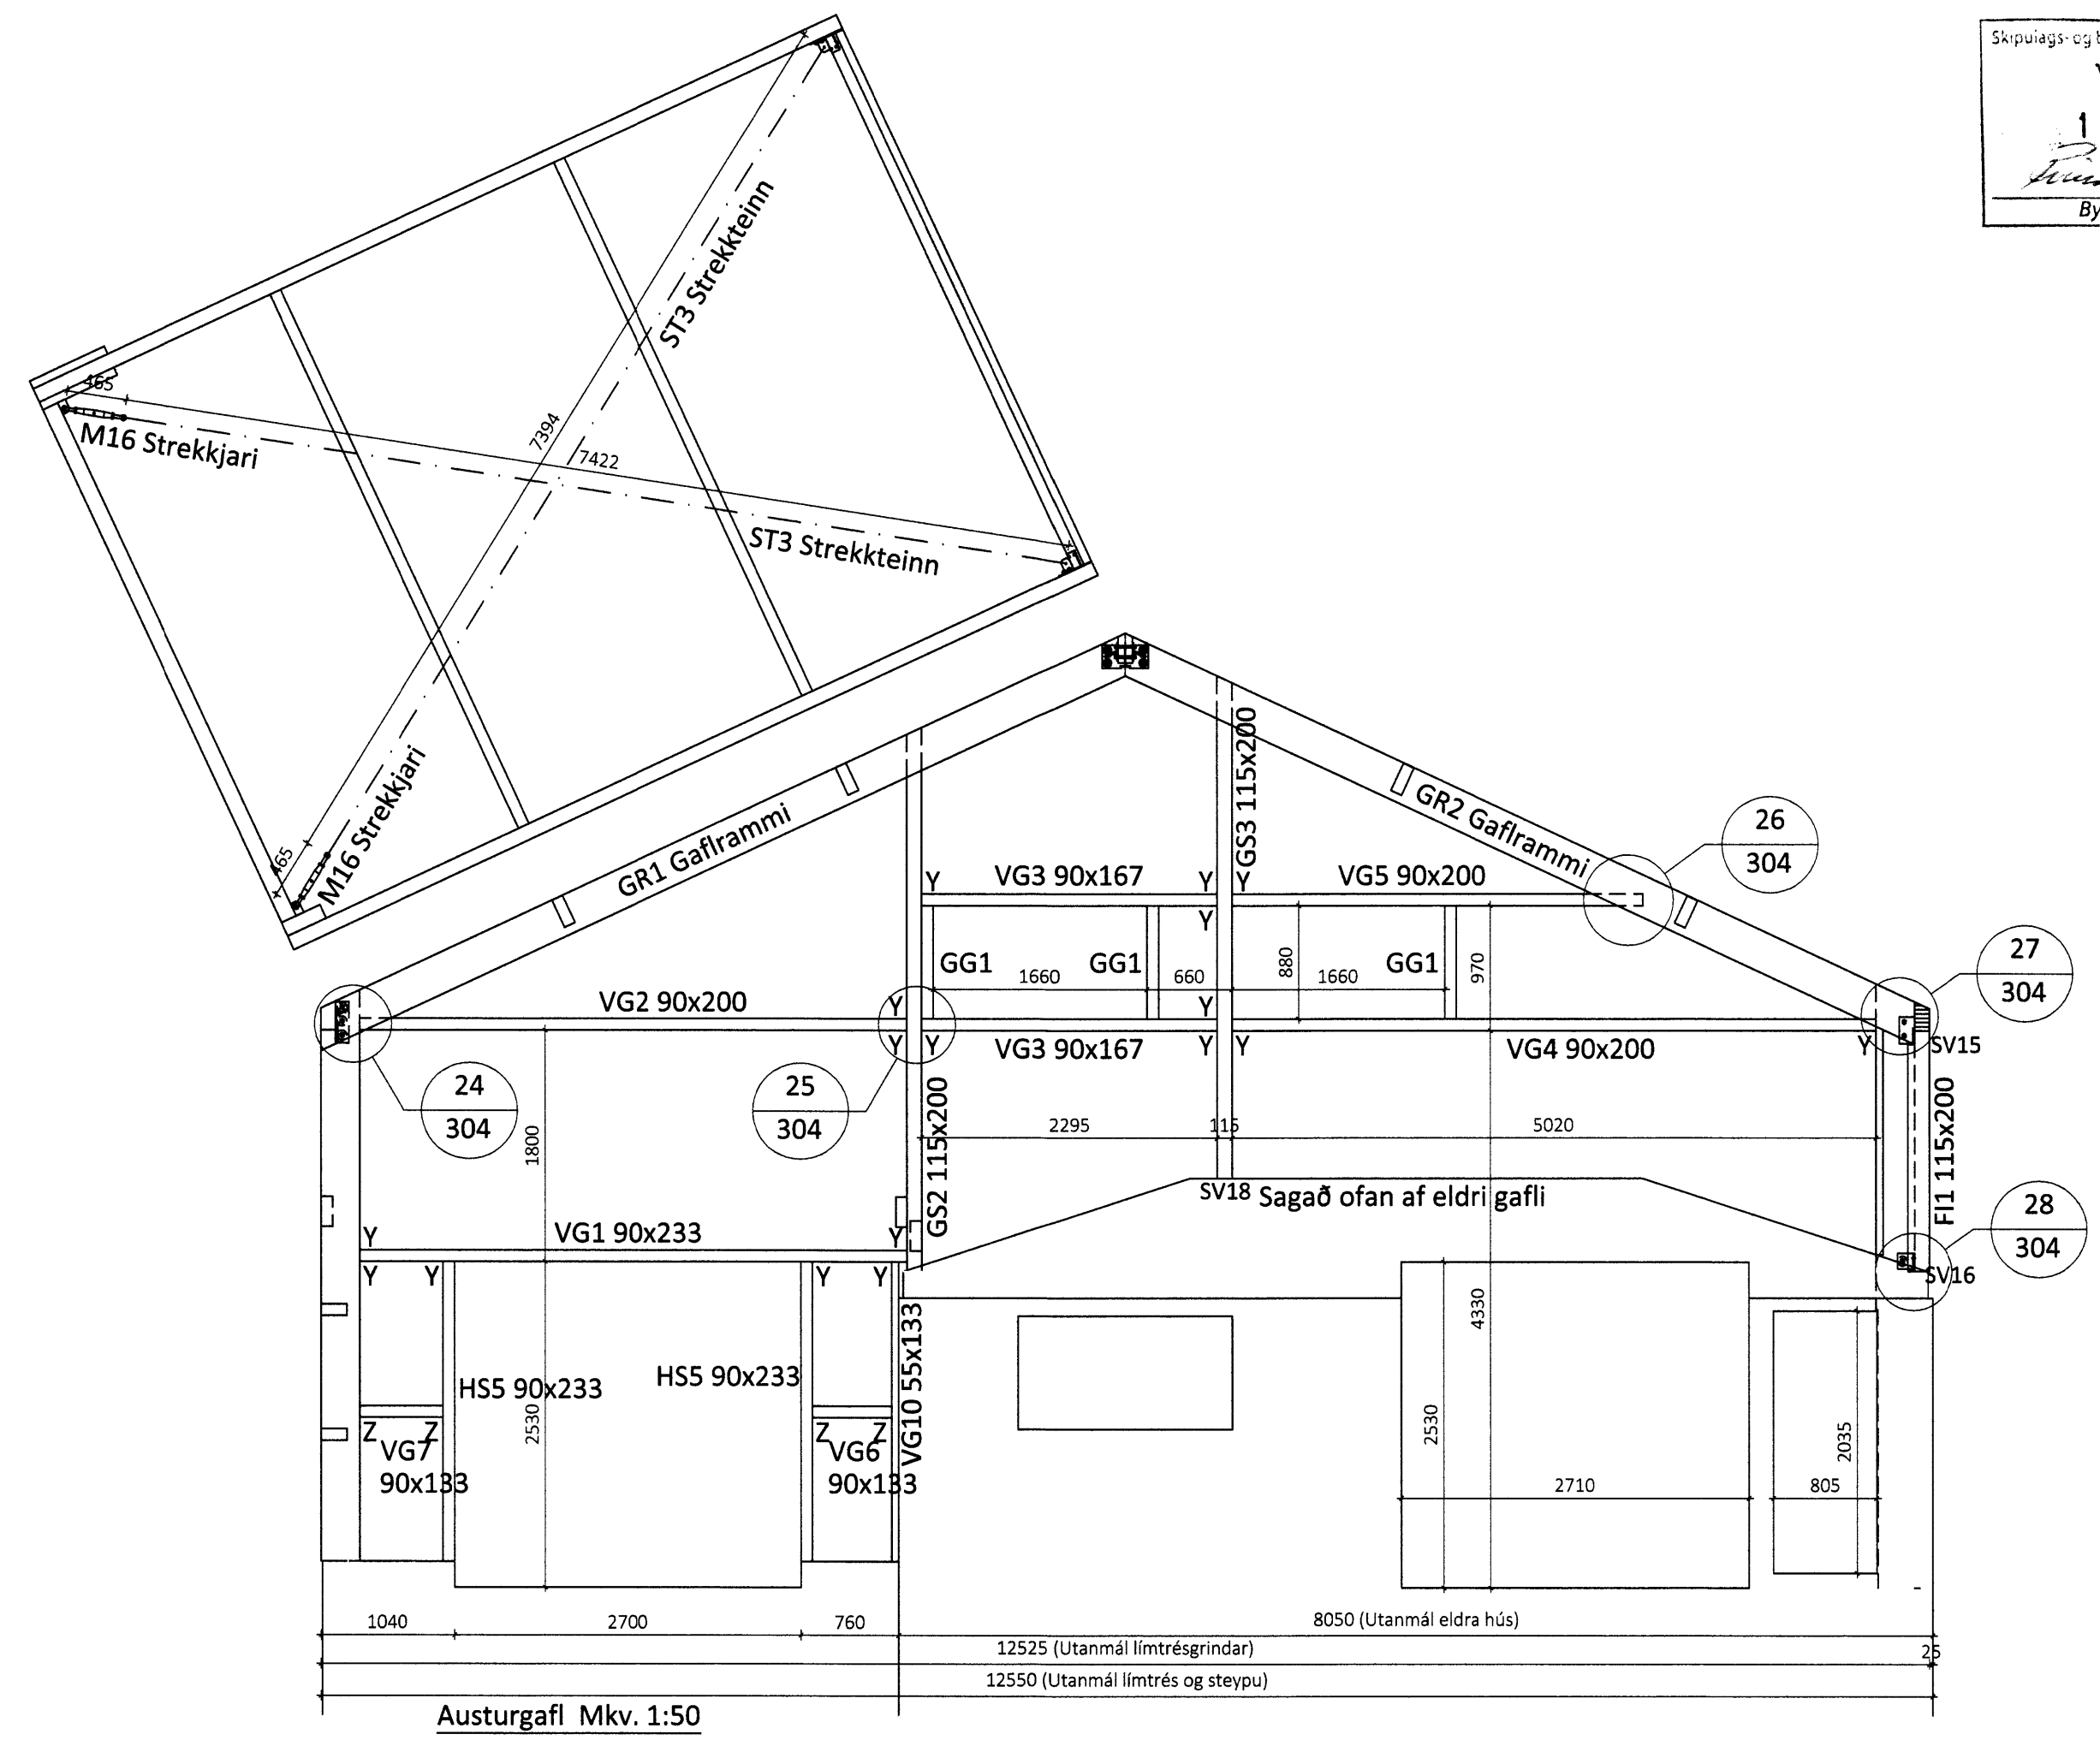 Skipulags- og
1
By
ST3 Strekkteinn
465
M16 Strekkjari
7394
7422
ST3 Strekkteinn
M16 Strekkjari
465
GR1 Gaflrammi
GS3 115x200
GR2 Gaflrammi
26
304
Y
VG3 90x167
Y
Y
VG5 90x200
Y
GG1
1660
GG1
660
880
1660
GG1
970
27
304
VG2 90x200
Y
Y
Y
Y
VG3 90x167
Y
Y
VG4 90x200
Y
SV15
24
304
25
304
1800
GS2 115x200
2295
115
5020
FI1 115x200
SV18
Sagað ofan af eldri gafli
28
304
Y
VG1 90x233
Y
Y
Y
Y
Y
SV16
VG10 55x133
4330
HS5 90x233
HS5 90x233
2530
2530
2035
Z
Z
VG7
90x133
Z
Z
VG6
90x133
2710
805
1040
2700
760
8050 (Utanmál eldra hús)
12525 (Utanmál límtrésgrindar)
25
12550 (Utanmál límtrés og steypu)
Austurgafl Mkv. 1:50